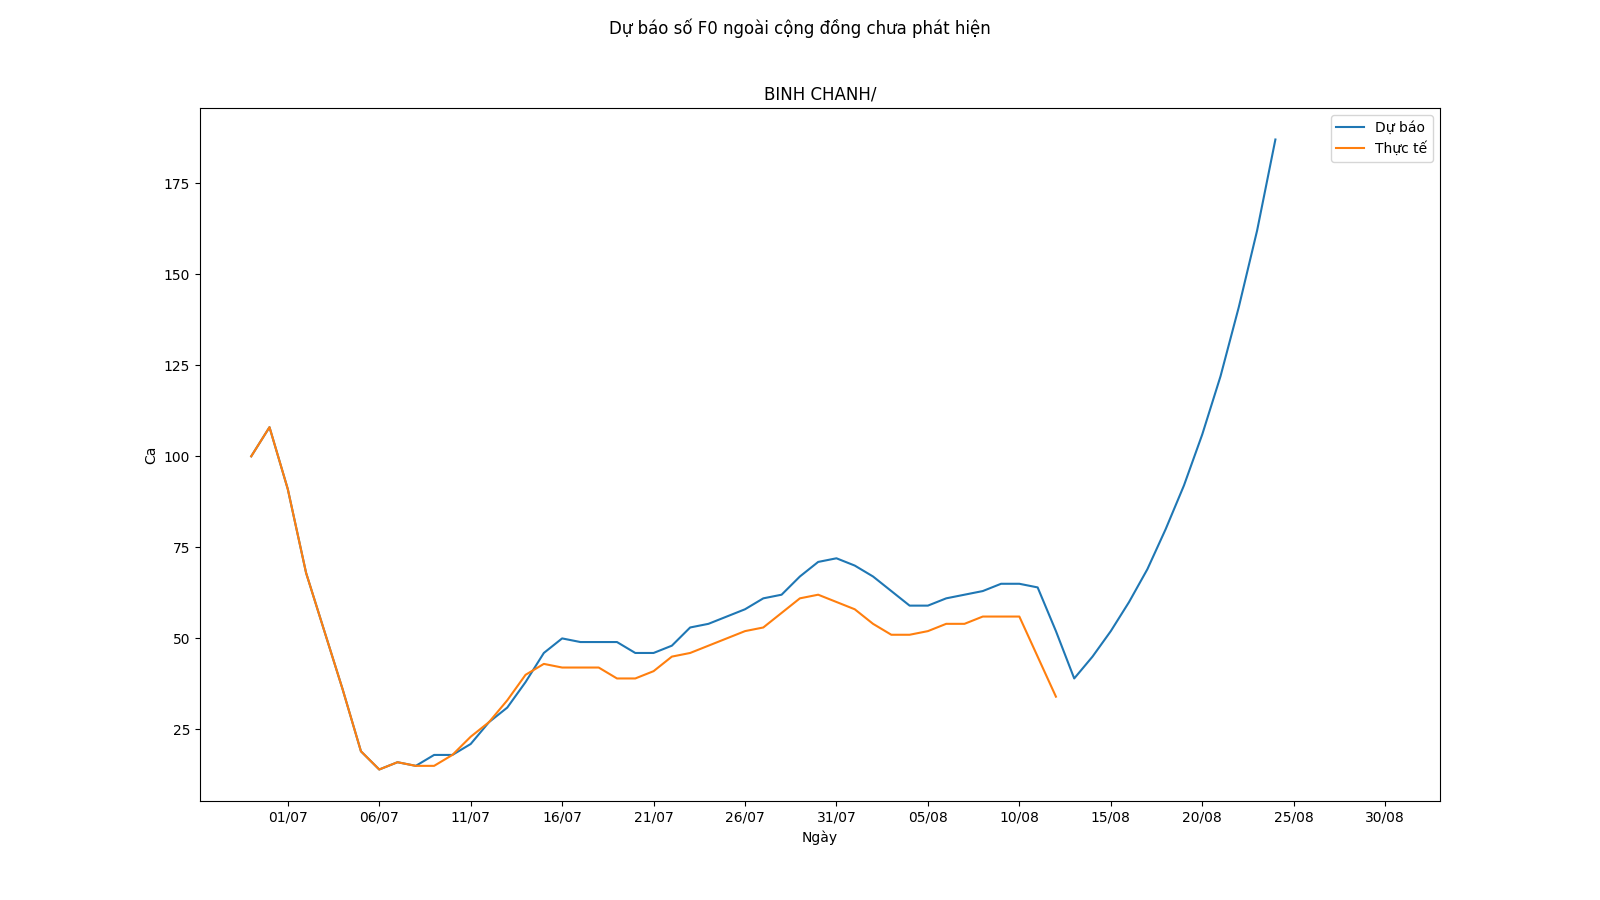 Dự báo số F0 ngoài cộng đồng chưa phát hiện
BINH CHANH/
Dự báo
Thực tế
175
150
125
100
75
50
25
Ca
01/07 06/07 11/07 16/07 21/07 26/07 31/07 05/08 10/08 15/08 20/08 25/08 30/08
Ngày